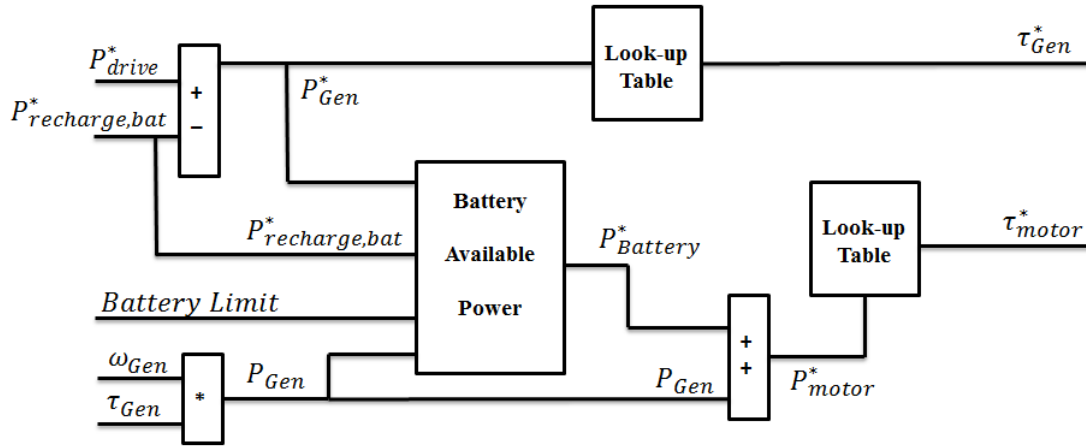 P*drive
P*recharge,bat
+
−
P*Gen
Look-up
Table
τ*Gen
Battery
Available
Power
P*recharge,bat
Battery Limit
ωGen
τGen
*
PGen
P*Battery
PGen
+
+
P*motor
Look-up
Table
τ*motor